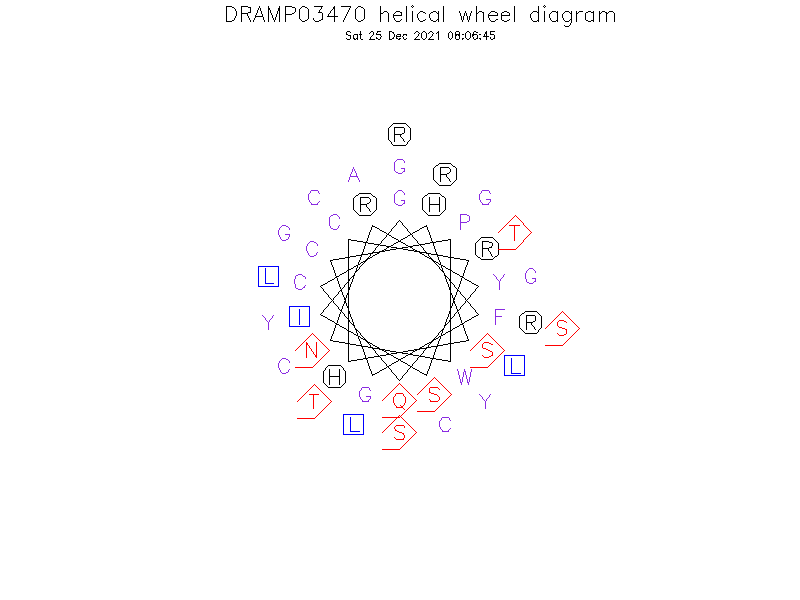 DRAMP03470 helical wheel diagram
Sat 25 Dec 2021 08:06:45
R
A G R
C R G H G
C P T
G C R
L C Y G
Y I F R S
N S
C H W L
T G Q S Y
L S C